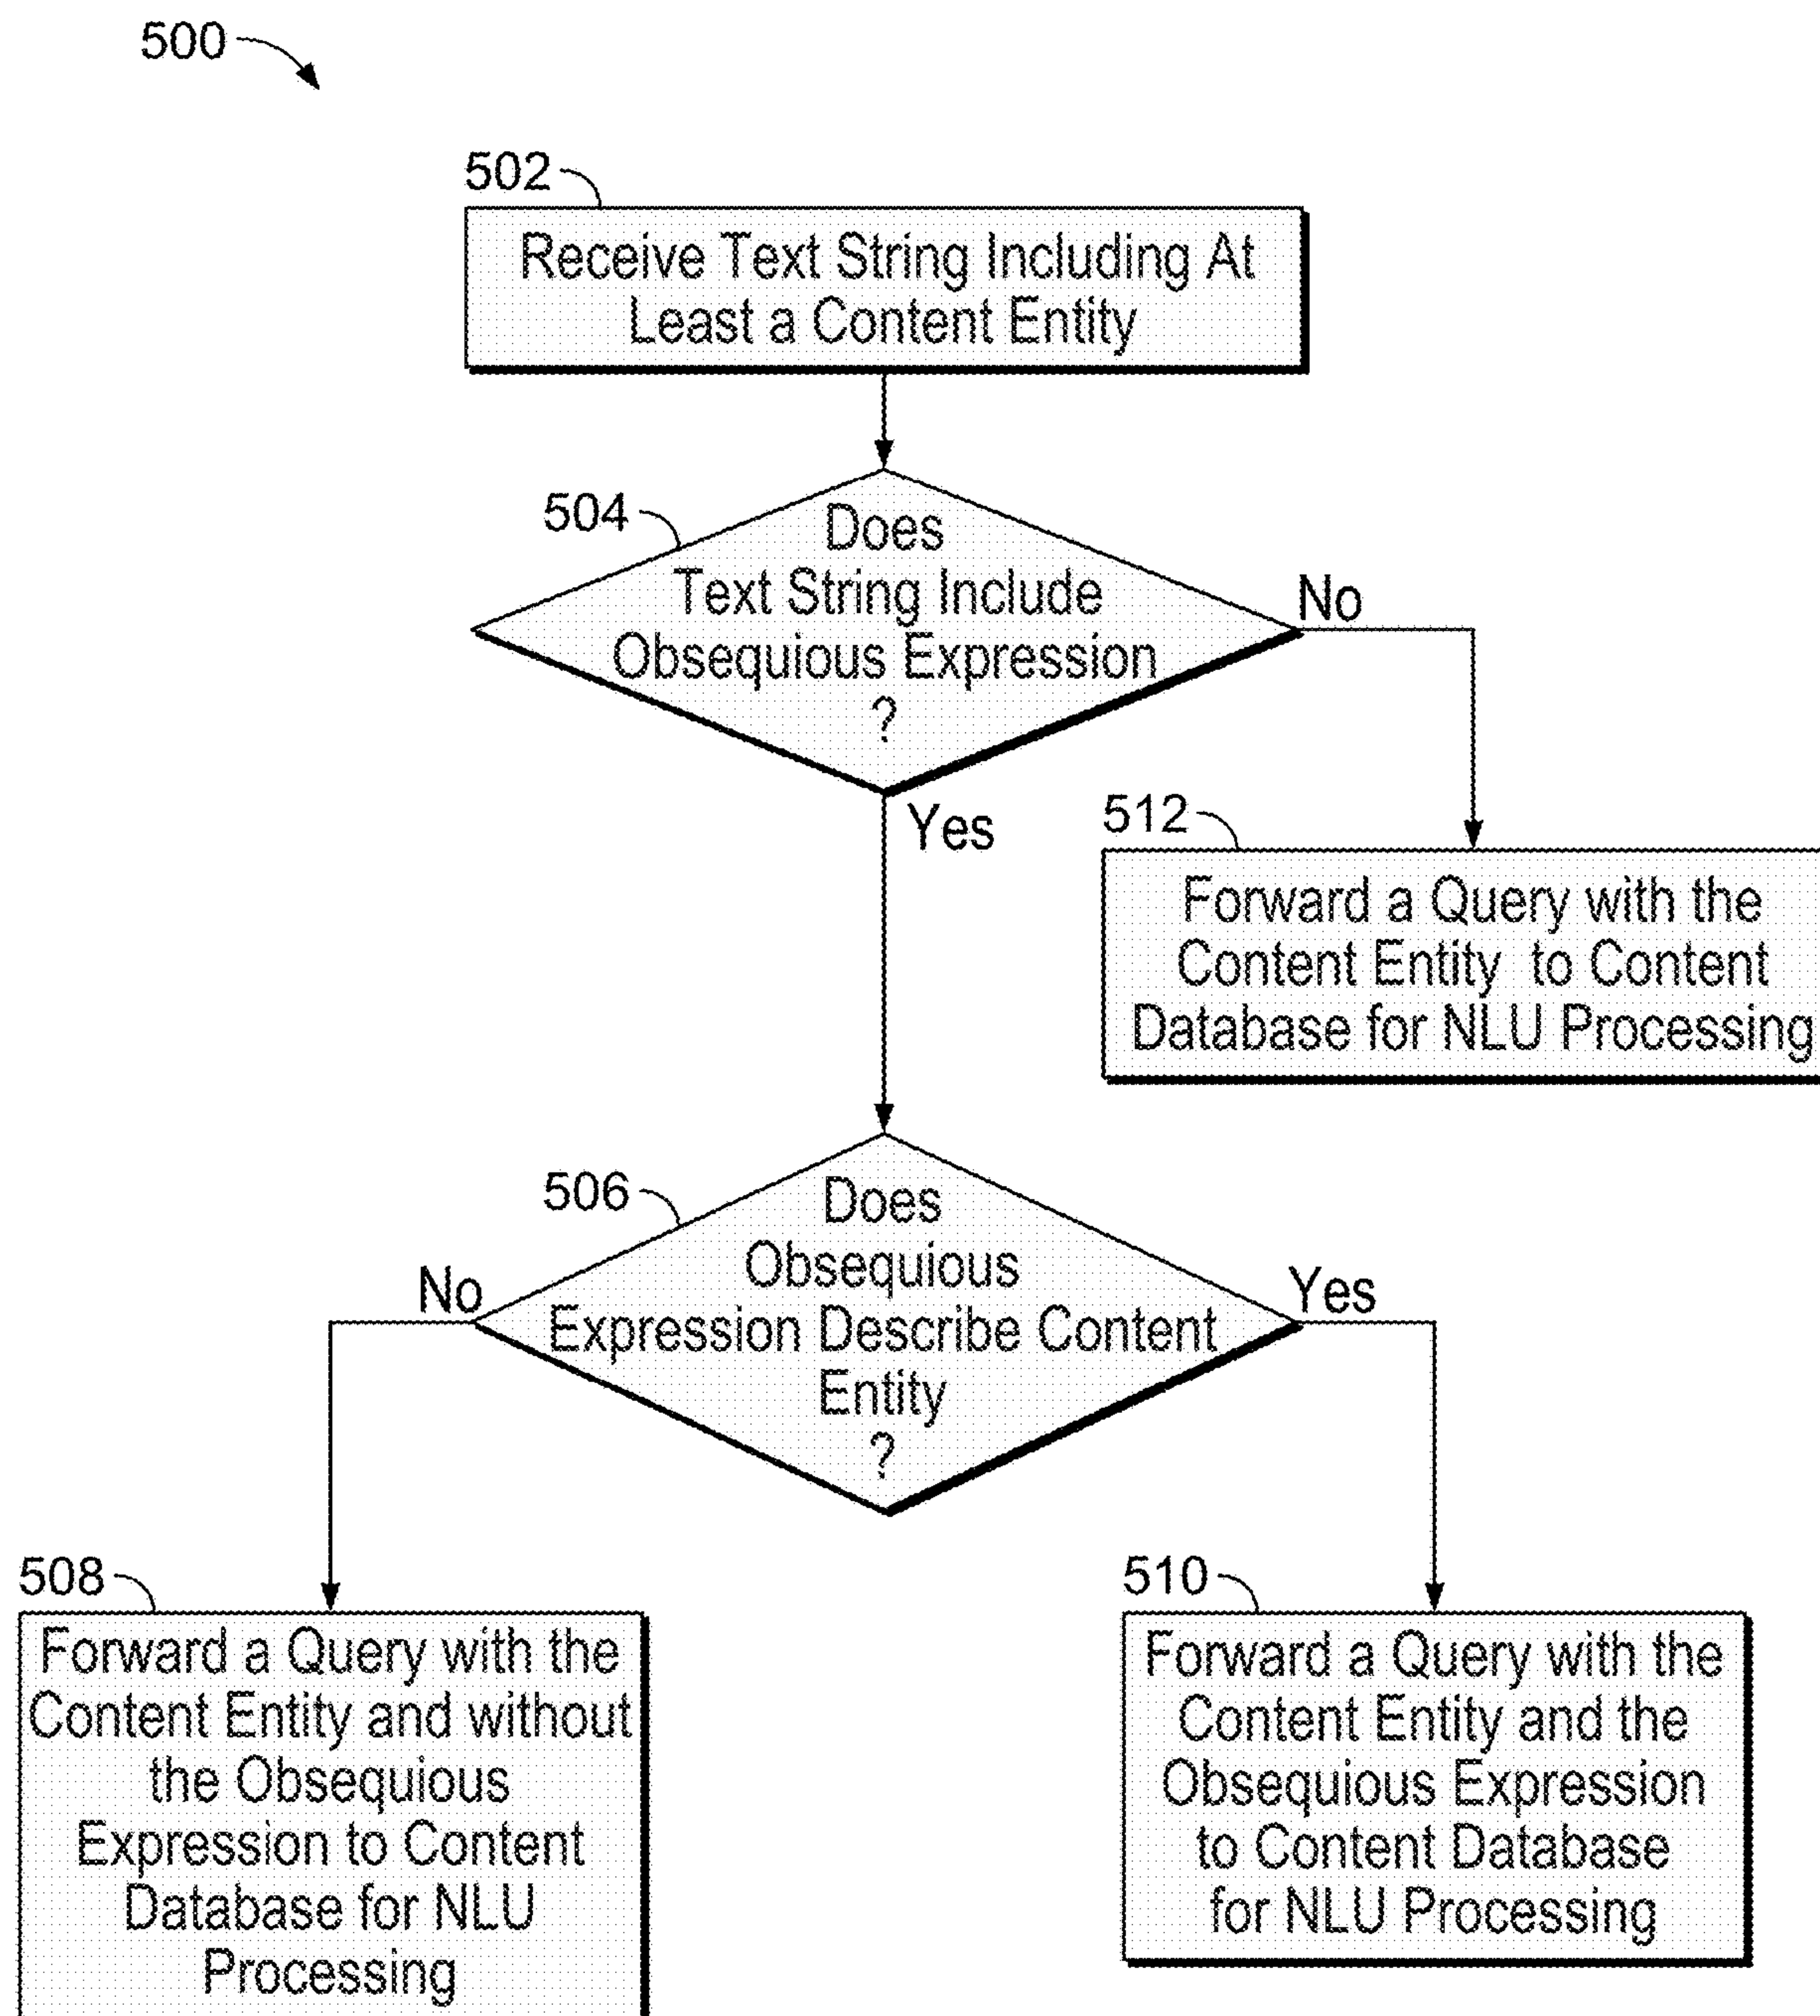 500
502
Receive Text String Including At
Least a Content Entity
504
Does
Text String Include
Obsequious Expression
?
No
Yes
512
Forward a Query with the
Content Entity to Content
Database for NLU Processing
506
Does
Obsequious
Expression Describe Content
Entity
?
No
Yes
508
Forward a Query with the
Content Entity and without
the Obsequious
Expression to Content
Database for NLU
Processing
510
Forward a Query with the
Content Entity and the
Obsequious Expression
to Content Database
for NLU Processing